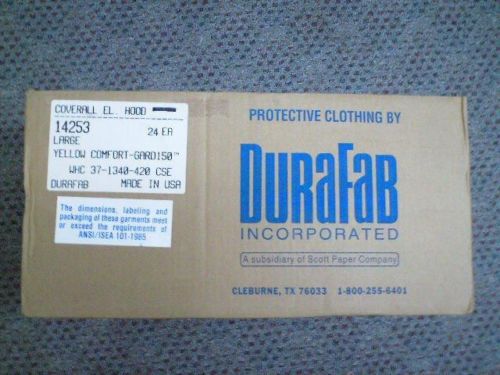 COVERALL EL. HOOD
14253 24 EA
LARGE
YELLOW COMFORT-GARD150™
WHC 37-1340-420 CSE
DURAFAB MADE IN USA
The dimensions, labeling and
packaging of these garments meet
or exceed the requirements of
ANSI/ISEA 101-1985
PROTECTIVE CLOTHING BY
DURAFAB
INCORPORATED
A subsidiary of Scott Paper Company
CLEBURNE, TX 76033 1-800-255-6401